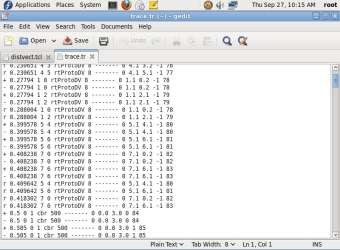 Applications Places System Thu Sep 27, 10:15 AM root
trace.tr (~) - gedit
File Edit View Search Tools Documents Help
Open Save Undo
distvect.tcl trace.tr
r 0.230651 4 3 rtProtoDV 8 ------- 0 4.1 3.2 -1 76
r 0.230651 4 5 rtProtoDV 8 ------- 0 4.1 5.1 -1 77
+ 0.27794 1 0 rtProtoDV 8 ------- 0 1.1 0.2 -1 78
- 0.27794 1 0 rtProtoDV 8 ------- 0 1.1 0.2 -1 78
+ 0.27794 1 2 rtProtoDV 8 ------- 0 1.1 2.1 -1 79
- 0.27794 1 2 rtProtoDV 8 ------- 0 1.1 2.1 -1 79
r 0.288004 1 0 rtProtoDV 8 ------- 0 1.1 0.2 -1 78
r 0.288004 1 2 rtProtoDV 8 ------- 0 1.1 2.1 -1 79
+ 0.399578 5 4 rtProtoDV 8 ------- 0 5.1 4.1 -1 80
- 0.399578 5 4 rtProtoDV 8 ------- 0 5.1 4.1 -1 80
+ 0.399578 5 6 rtProtoDV 8 ------- 0 5.1 6.1 -1 81
- 0.399578 5 6 rtProtoDV 8 ------- 0 5.1 6.1 -1 81
+ 0.408238 7 0 rtProtoDV 8 ------- 0 7.1 0.2 -1 82
- 0.408238 7 0 rtProtoDV 8 ------- 0 7.1 0.2 -1 82
+ 0.408238 7 6 rtProtoDV 8 ------- 0 7.1 6.1 -1 83
- 0.408238 7 6 rtProtoDV 8 ------- 0 7.1 6.1 -1 83
r 0.409642 5 4 rtProtoDV 8 ------- 0 5.1 4.1 -1 80
r 0.409642 5 6 rtProtoDV 8 ------- 0 5.1 6.1 -1 81
r 0.418302 7 0 rtProtoDV 8 ------- 0 7.1 0.2 -1 82
r 0.418302 7 6 rtProtoDV 8 ------- 0 7.1 6.1 -1 83
+ 0.5 0 1 cbr 500 ------- 0 0.0 3.0 0 84
- 0.5 0 1 cbr 500 ------- 0 0.0 3.0 0 84
+ 0.505 0 1 cbr 500 ------- 0 0.0 3.0 1 85
Plain Text Tab Width: 8 Ln 1, Col 1 INS